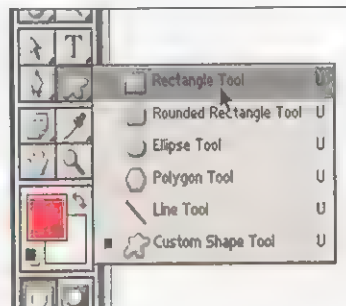 T
Rectangle Tool U
Rounded Rectangle Tool U
Ellipse Tool U
Polygon Tool U
Line Tool U
Custom Shape Tool U